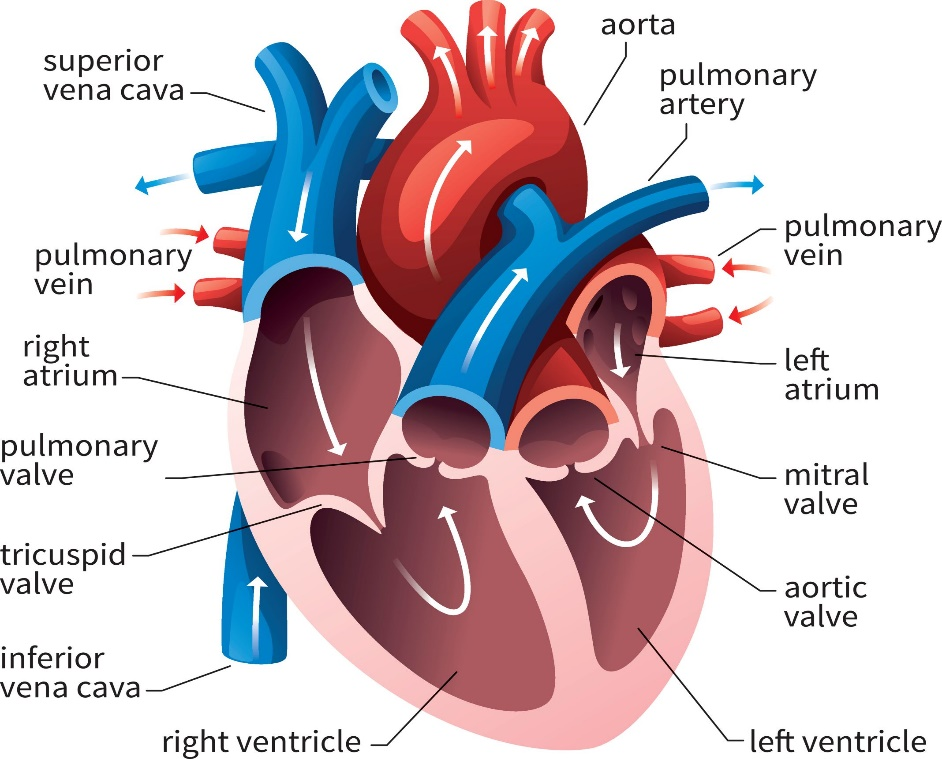 aorta
superior
vena cava
pulmonary
artery
pulmonary
vein
pulmonary
vein
right
atrium
left
atrium
pulmonary
valve
mitral
valve
tricuspid
valve
aortic
valve
inferior
vena cava
right ventricle
left ventricle